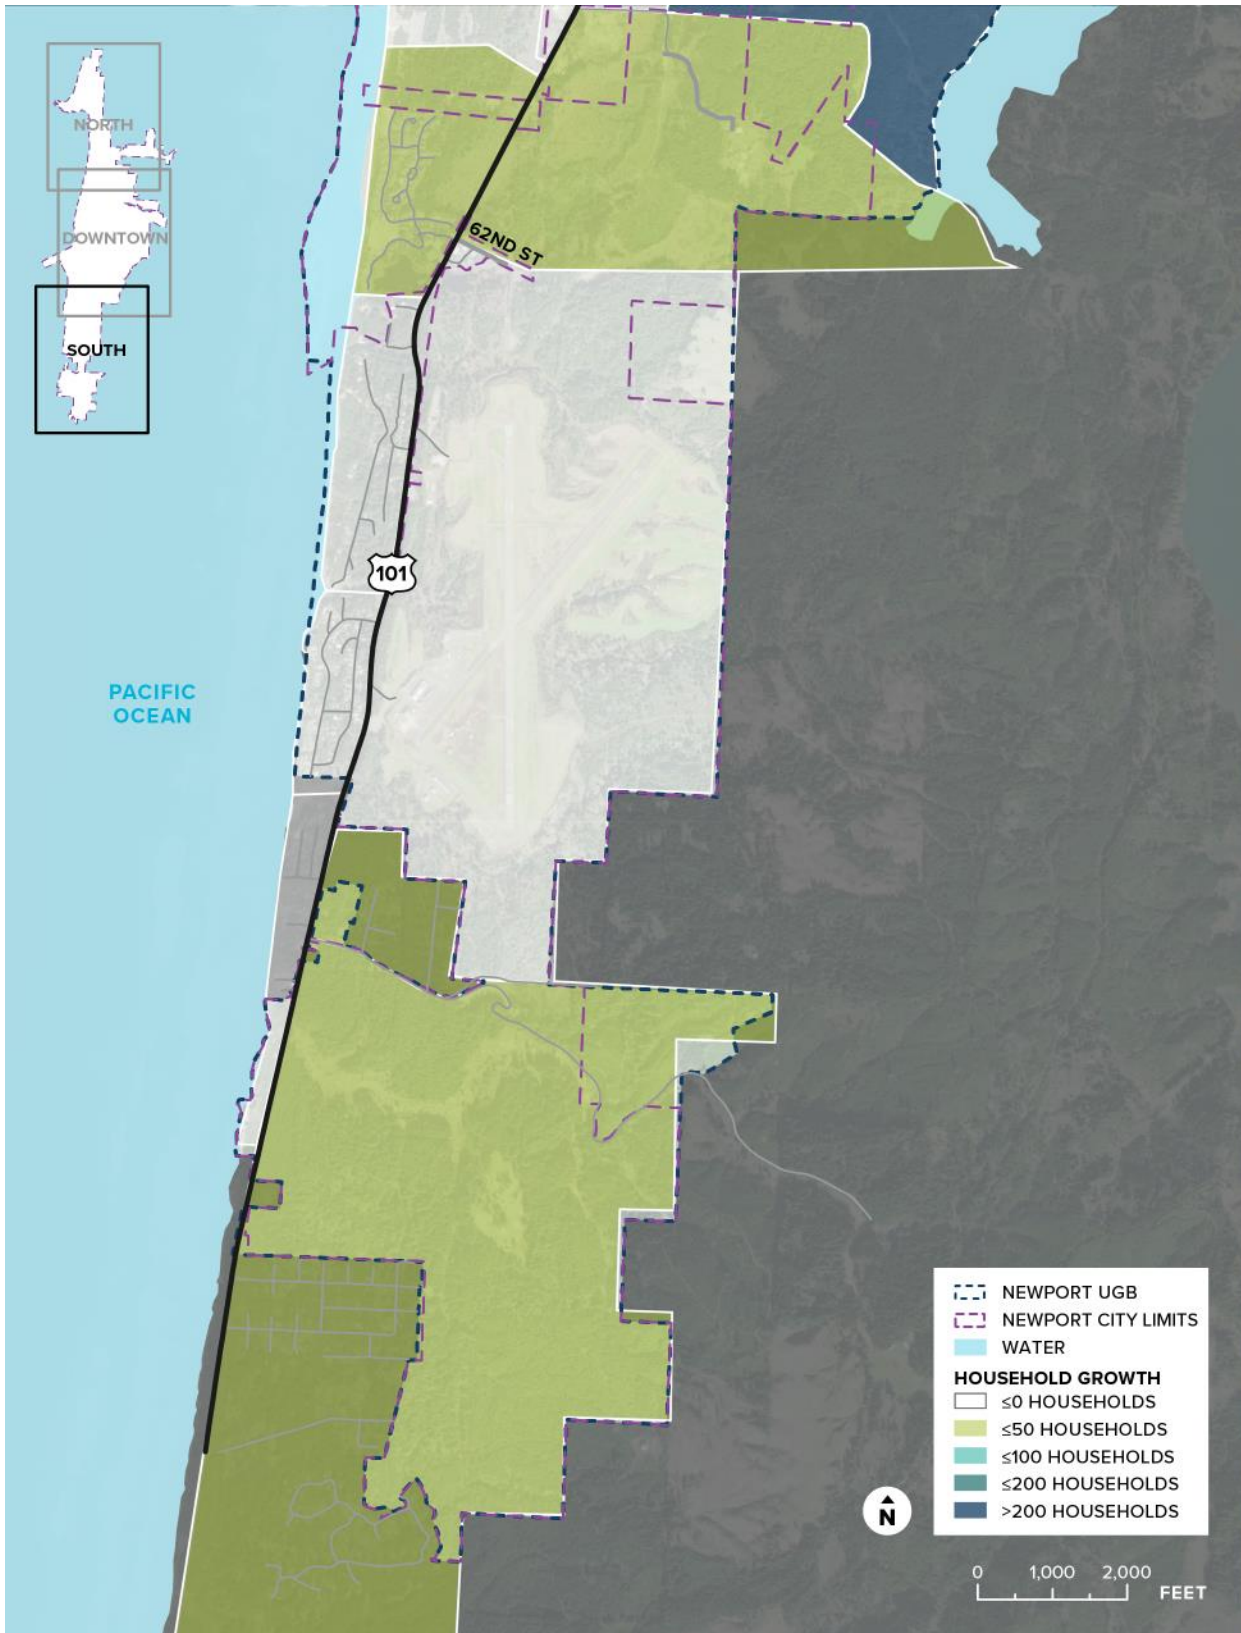 NORTH
DOWNTOWN
SOUTH
62ND ST
101
PACIFIC
OCEAN
NEWPORT UGB
NEWPORT CITY LIMITS
WATER
HOUSEHOLD GROWTH
≤0 HOUSEHOLDS
≤50 HOUSEHOLDS
≤100 HOUSEHOLDS
≤200 HOUSEHOLDS
>200 HOUSEHOLDS
N
0 1,000 2,000
FEET